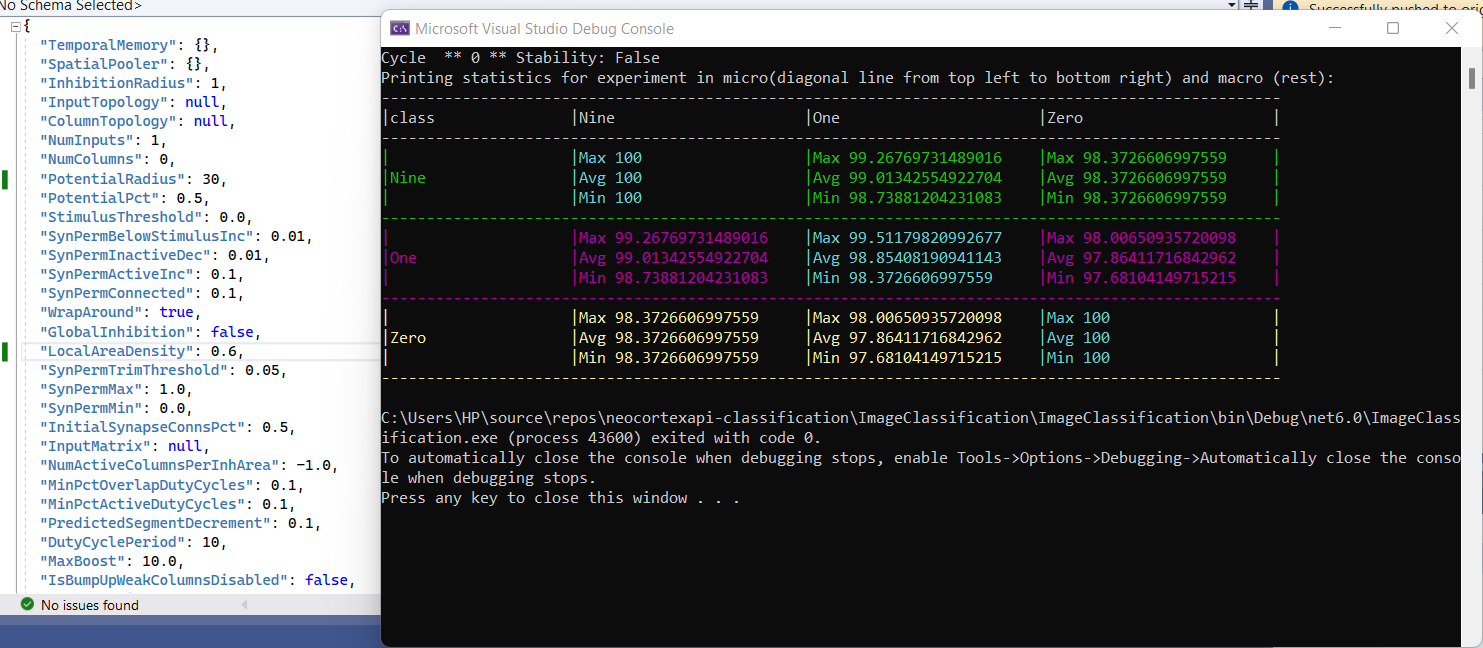 No Schema Selected>
{
"TemporalMemory": {},
"SpatialPooler": {},
"InhibitionRadius": 1,
"InputTopology": null,
"ColumnTopology": null,
"NumInputs": 1,
"NumColumns": 0,
"PotentialRadius": 30,
"PotentialPct": 0.5,
"StimulusThreshold": 0.0,
"SynPermBelowStimulusInc": 0.01,
"SynPermInactiveDec": 0.01,
"SynPermActiveInc": 0.1,
"SynPermConnected": 0.1,
"WrapAround": true,
"GlobalInhibition": false,
"LocalAreaDensity": 0.6,
"SynPermTrimThreshold": 0.05,
"SynPermMax": 1.0,
"SynPermMin": 0.0,
"InitialSynapseConnsPct": 0.5,
"InputMatrix": null,
"NumActiveColumnsPerInhArea": -1.0,
"MinPctOverlapDutyCycles": 0.1,
"MinPctActiveDutyCycles": 0.1,
"PredictedSegmentDecrement": 0.1,
"DutyCyclePeriod": 10,
"MaxBoost": 10.0,
"IsBumpUpWeakColumnsDisabled": false,
No issues found
Successfully pushed to
Microsoft Visual Studio Debug Console
Cycle ** 0 ** Stability: False
Printing statistics for experiment in micro(diagonal line from top left to bottom right) and macro (rest):
|class |Nine |One |Zero |
| |Max 100 |Max 99.26769731489016 |Max 98.3726606997559 |
|Nine |Avg 100 |Avg 99.01342554922704 |Avg 98.3726606997559 |
| |Min 100 |Min 98.73881204231083 |Min 98.3726606997559 |
| |Max 99.26769731489016 |Max 99.51179820992677 |Max 98.00650935720098 |
|One |Avg 99.01342554922704 |Avg 98.85408190941143 |Avg 97.86411716842962 |
| |Min 98.73881204231083 |Min 98.3726606997559 |Min 97.68104149715215 |
| |Max 98.3726606997559 |Max 98.00650935720098 |Max 100 |
|Zero |Avg 98.3726606997559 |Avg 97.86411716842962 |Avg 100 |
| |Min 98.3726606997559 |Min 97.68104149715215 |Min 100 |
C:\Users\HP\source\repos\neocortexapi-classification\ImageClassification\ImageClassification\bin\Debug\net6.0\ImageClass
ification.exe (process 43600) exited with code 0.
To automatically close the console when debugging stops, enable Tools->Options->Debugging->Automatically close the conso
le when debugging stops.
Press any key to close this window . . .